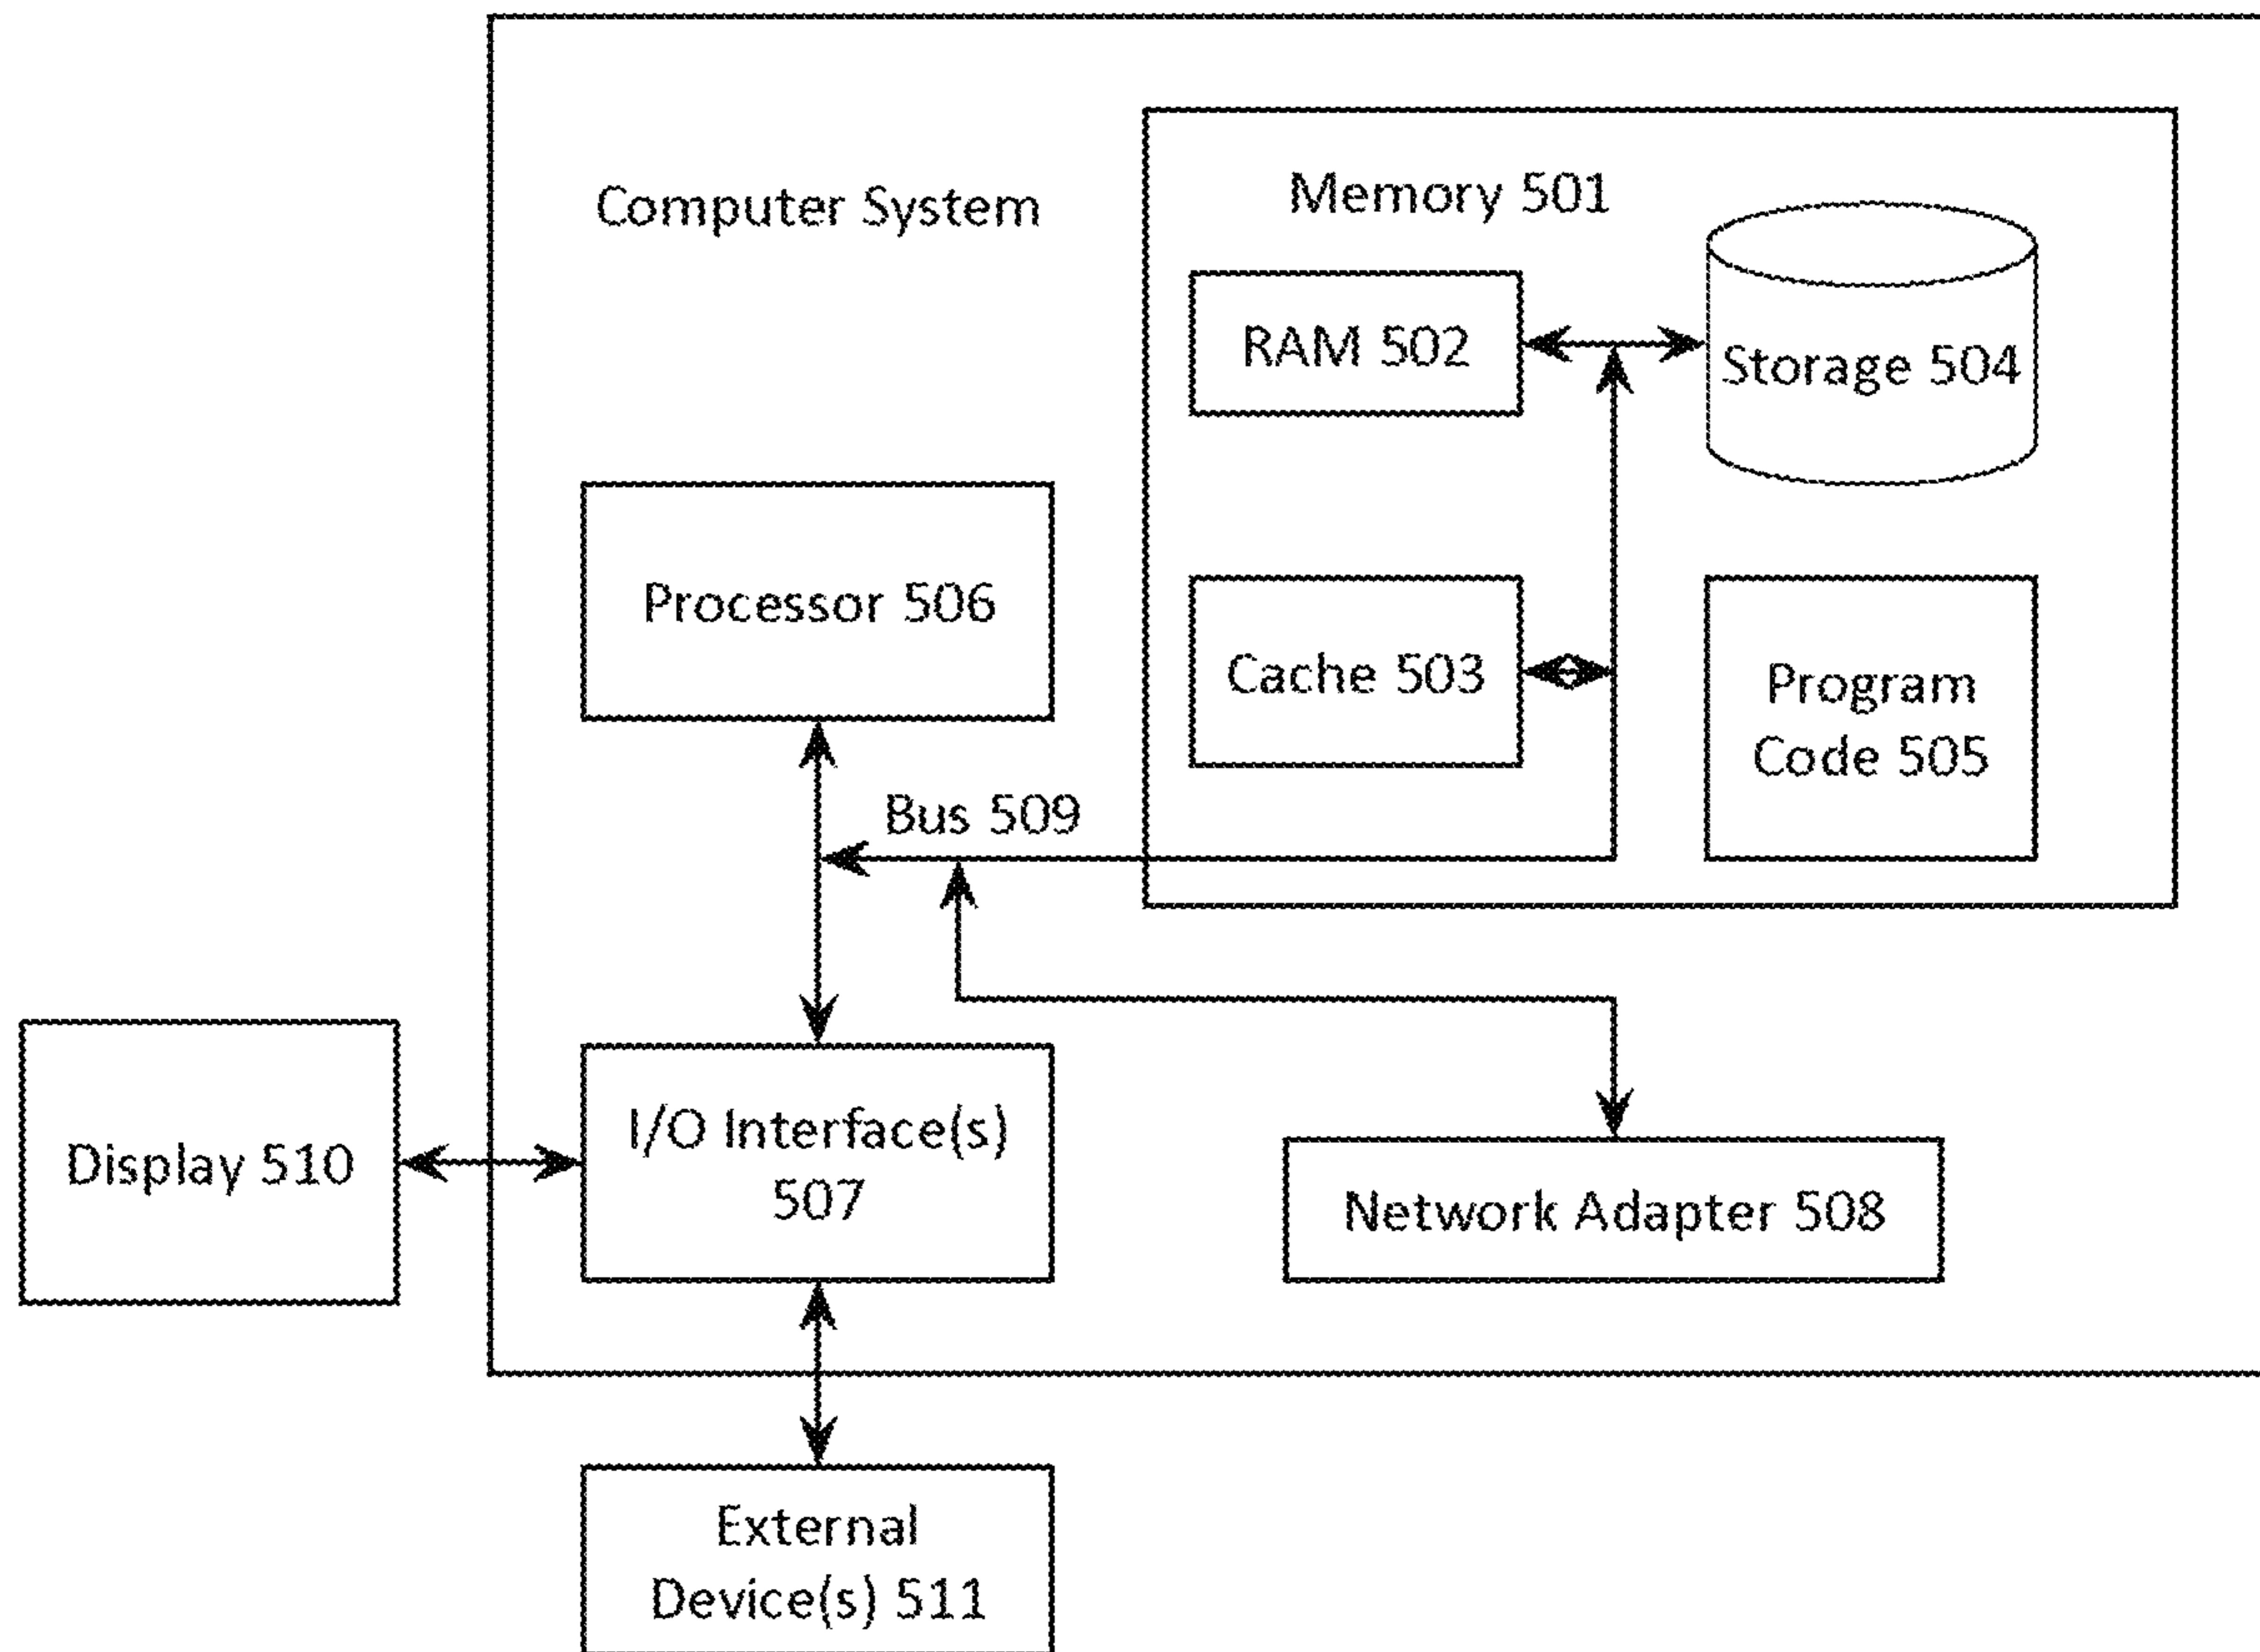 Computer System
Memory 501
RAM 502
Storage 504
Processor 506
Cache 503
Program
Code 505
Bus 509
Display 510
I/O Interface(s)
507
Network Adapter 508
External
Device(s) 511